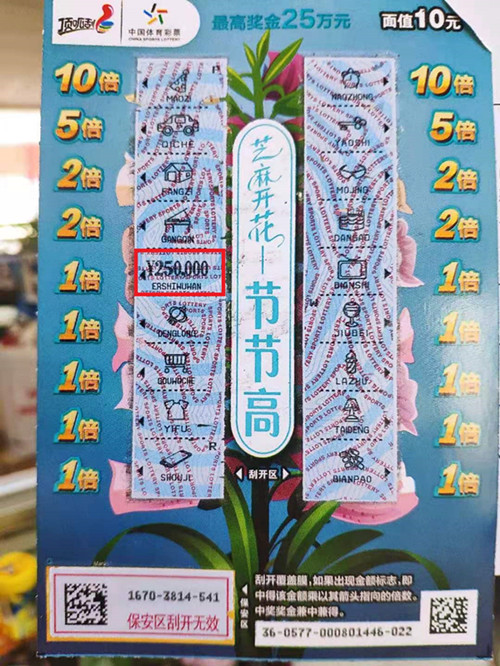 顶呱刮
中国体育彩票
CHINA SPORTS LOTTERY
最高奖金25万元
面值10元
10倍
MAOZI
NAOZHONG
10倍
5倍
QICHE
YAOSHI
5倍
2倍
FANGZI
MOJING
2倍
2倍
GANGQIN
DANGAO
2倍
1倍
¥250,000
ERSHIWUWAN
DIANSHI
1倍
1倍
DENGLONG
JIUBEI
1倍
1倍
GOUWUCHE
LAZHU
1倍
1倍
YIFU
TAIDENG
1倍
1倍
SHOUJI
BIANPAO
1倍
芝麻开花
节节高
刮开区
1670-3814-541
保安区刮开无效
保安区
刮开覆盖膜,如果出现金额标志,即
中得该金额乘以其箭头指向的倍数。
中奖奖金兼中兼得。
36-0577-000801446-022